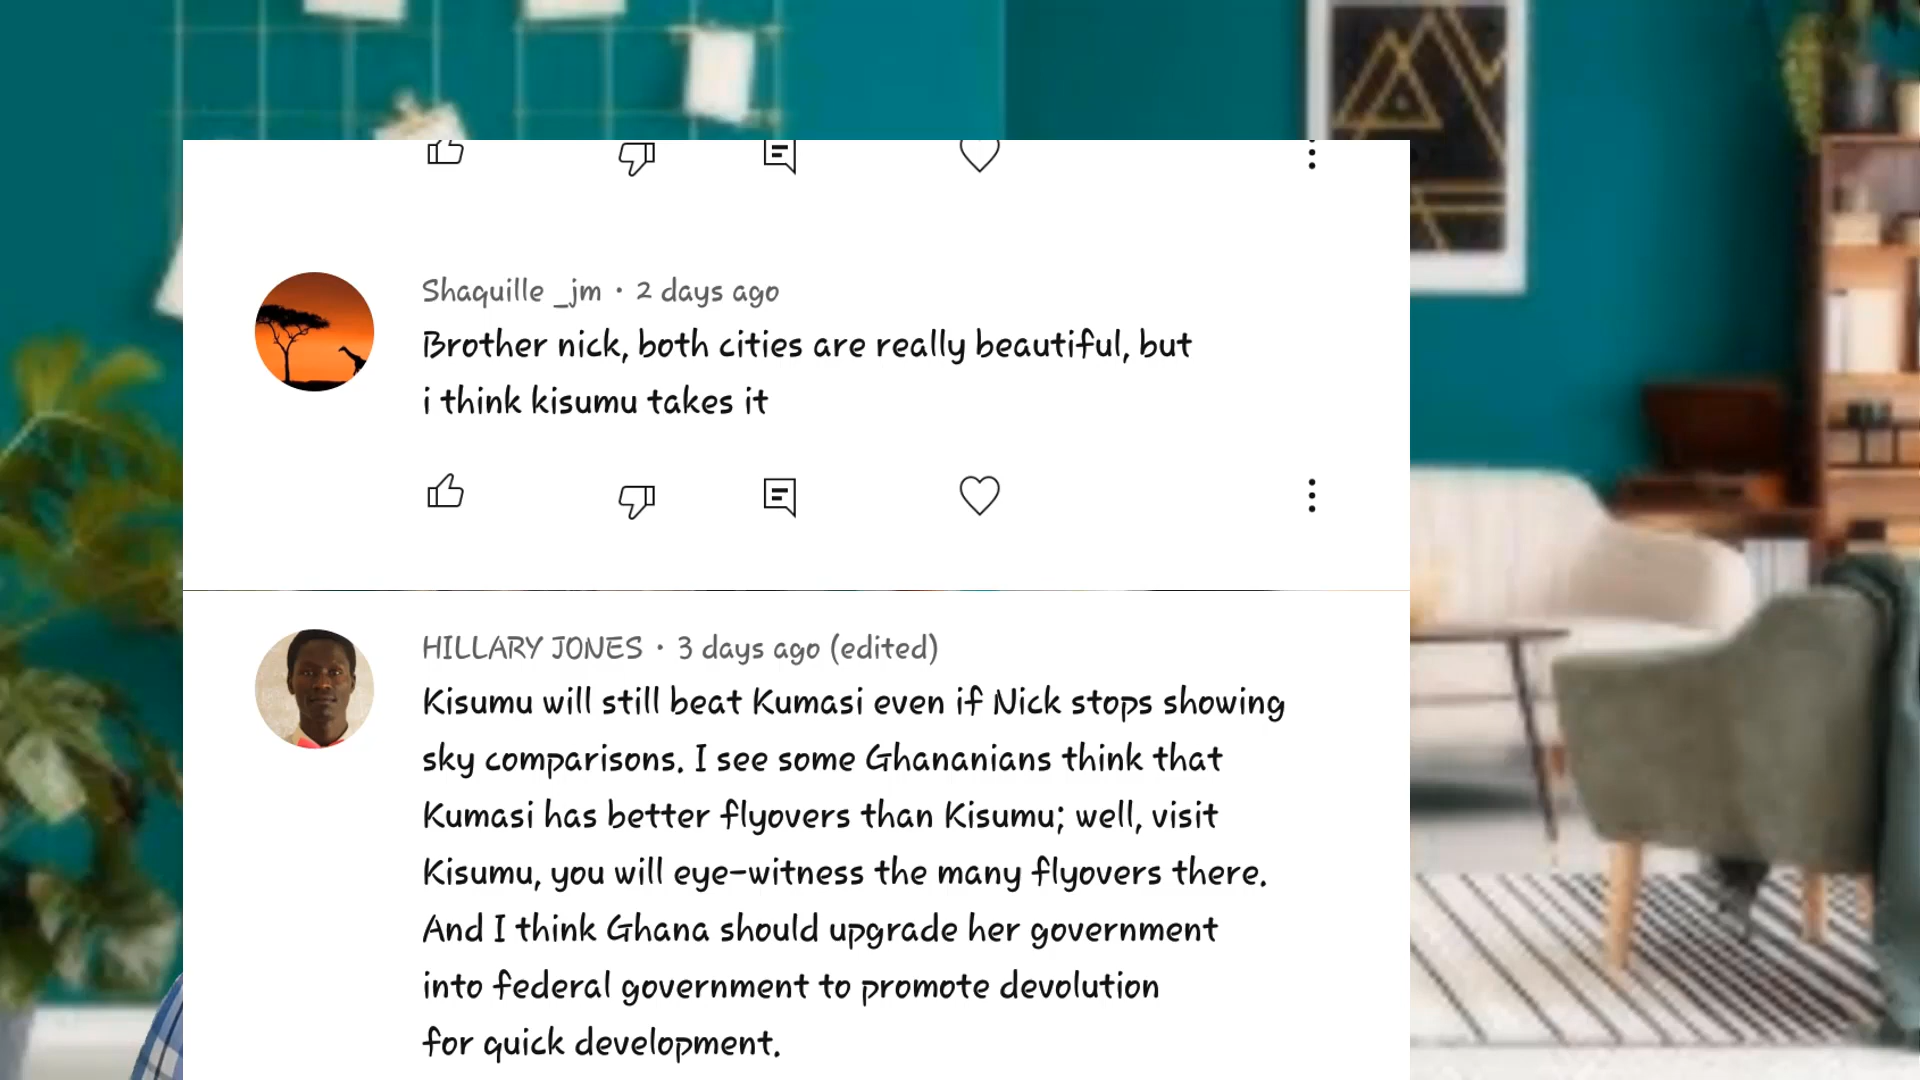 Shaquille _jm · 2 days ago
Brother nick, both cities are really beautiful, but
i think kisumu takes it
HILLARY JONES · 3 days ago (edited)
Kisumu will still beat Kumasi even if Nick stops showing
sky comparisons. I see some Ghananians think that
Kumasi has better flyovers than Kisumu; well, visit
Kisumu, you will eye-witness the many flyovers there.
And I think Ghana should upgrade her government
into federal government to promote devolution
for quick development.